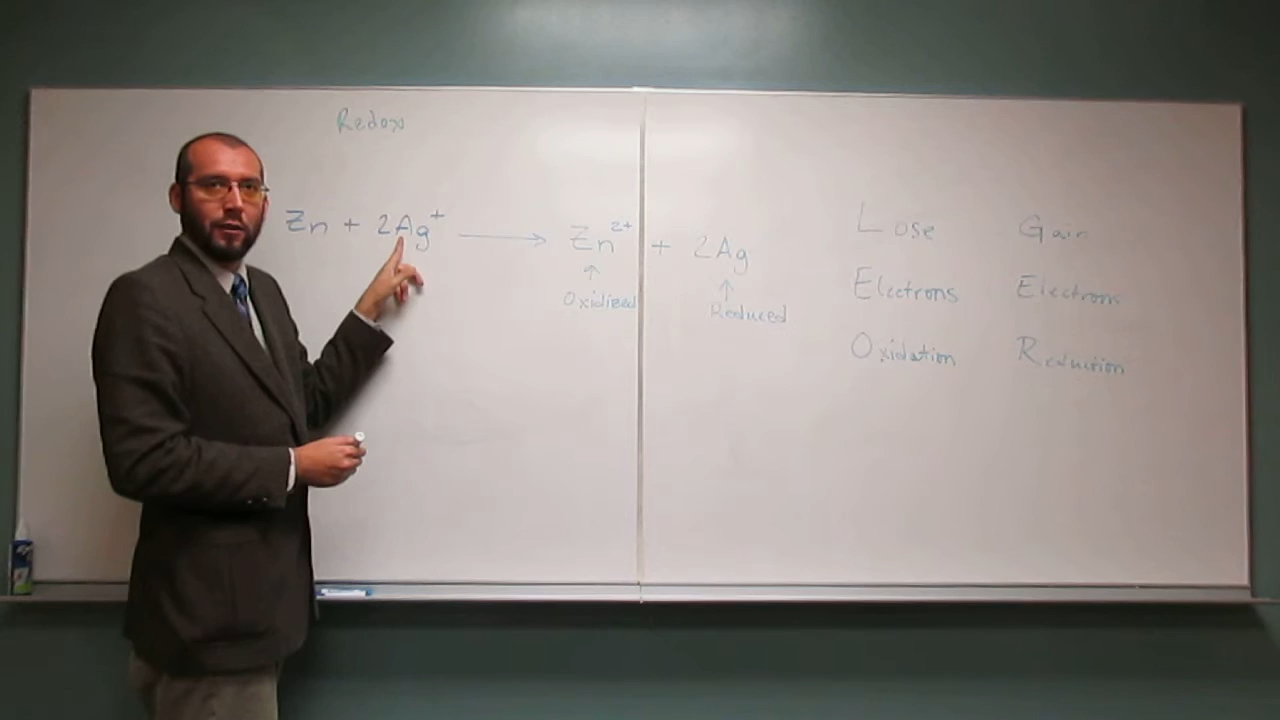 Redox
Zn + 2Ag⁺ ⟶ Zn²⁺ + 2Ag
↑ ↑
Oxidized Reduced
Lose Gain
Electrons Electrons
Oxidation Reduction